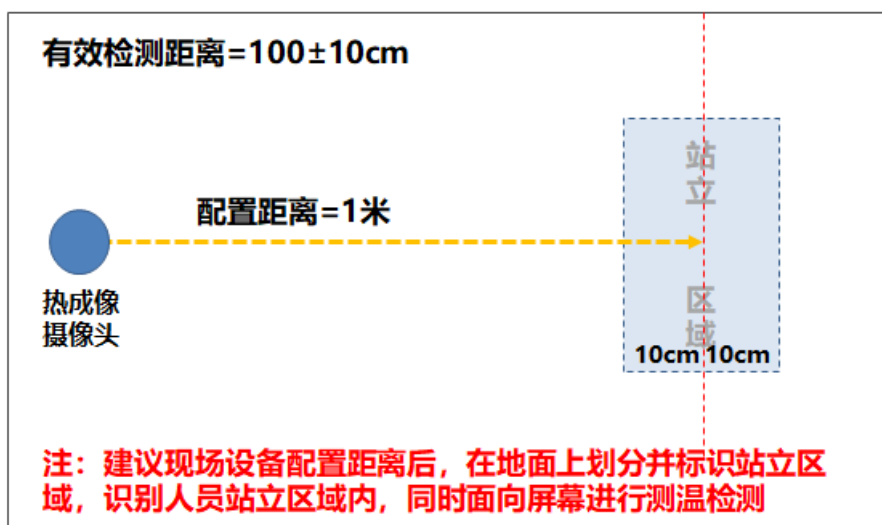 有效检测距离=100±10cm
配置距离=1米
热成像
摄像头
站立
区域
10cm 10cm
注：建议现场设备配置距离后，在地面上划分并标识站立区
域，识别人员站立区域内，同时面向屏幕进行测温检测